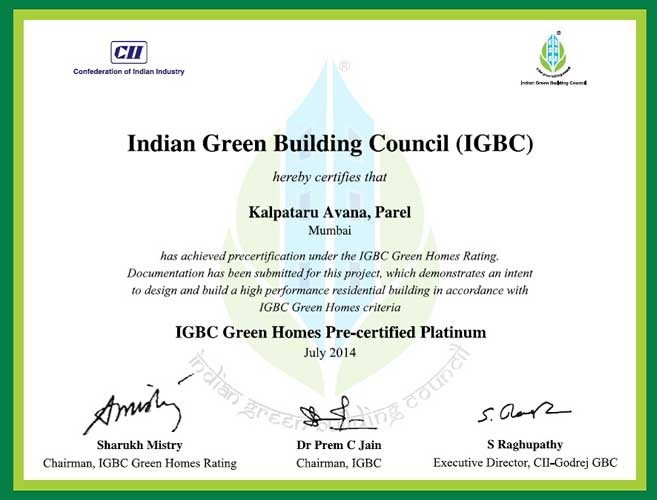 CII
Confederation of Indian Industry
®
Indian Green Building Council
Indian Green Building Council (IGBC)
hereby certifies that
Kalpataru Avana, Parel
Mumbai
has achieved precertification under the IGBC Green Homes Rating.
Documentation has been submitted for this project, which demonstrates an intent
to design and build a high performance residential building in accordance with
IGBC Green Homes criteria
IGBC Green Homes Pre-certified Platinum
July 2014
indian green building council
Sharukh Mistry
Chairman, IGBC Green Homes Rating
Dr Prem C Jain
Chairman, IGBC
S Raghupathy
Executive Director, CII-Godrej GBC